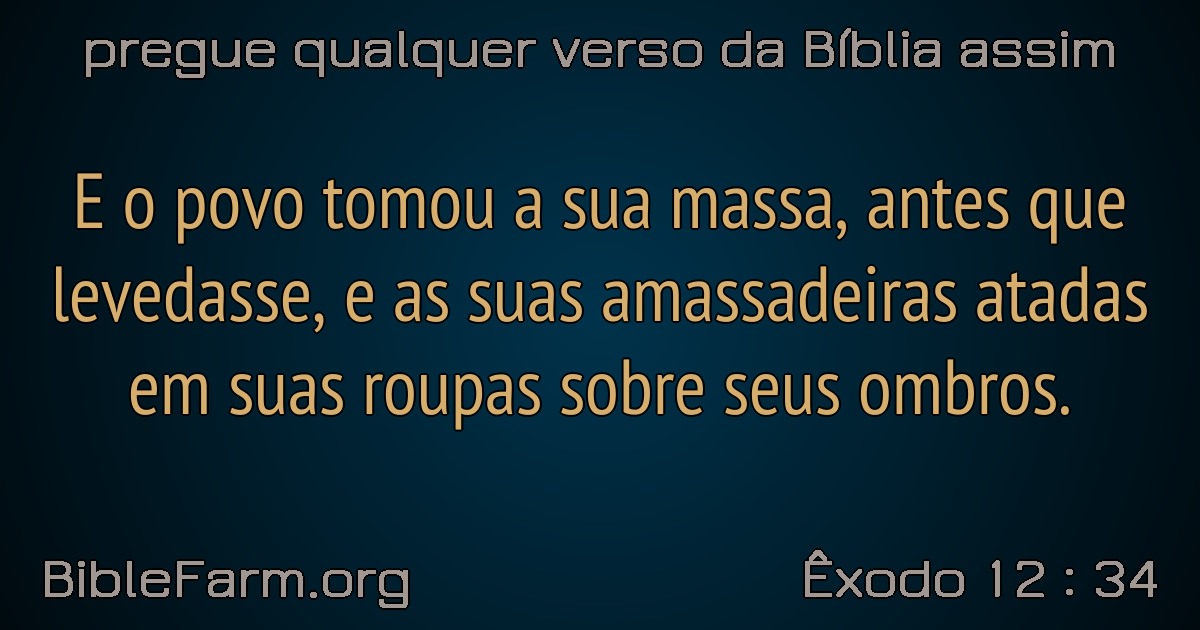 pregue qualquer verso da Bíblia assim
E o povo tomou a sua massa, antes que
levedasse, e as suas amassadeiras atadas
em suas roupas sobre seus ombros.
BibleFarm.org
Êxodo 12 : 34